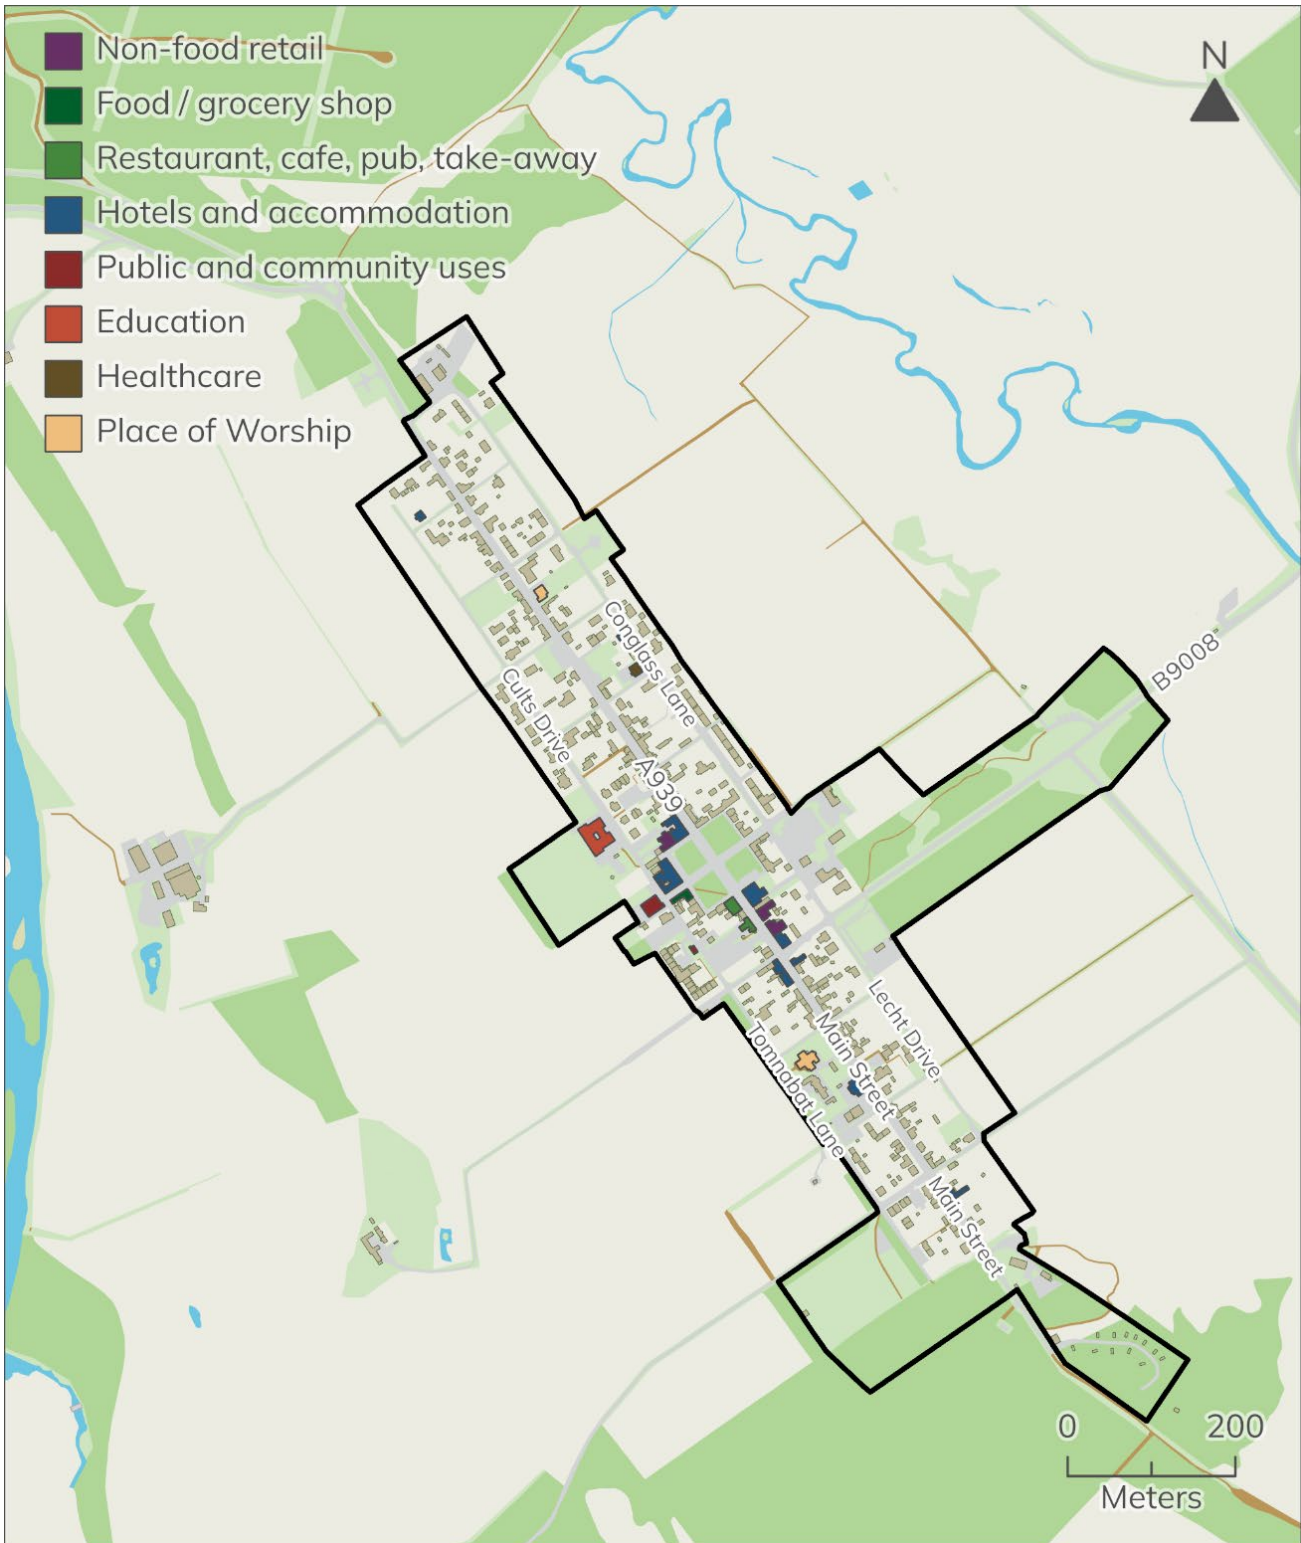 Non-food retail
Food / grocery shop
Restaurant, cafe, pub, take-away
Hotels and accommodation
Public and community uses
Education
Healthcare
Place of Worship
N
Conglass Lane
B9008
Cults Drive
A939
Lecht Drive
Main Street
Tomnabat Lane
Main Street
0 200
Meters